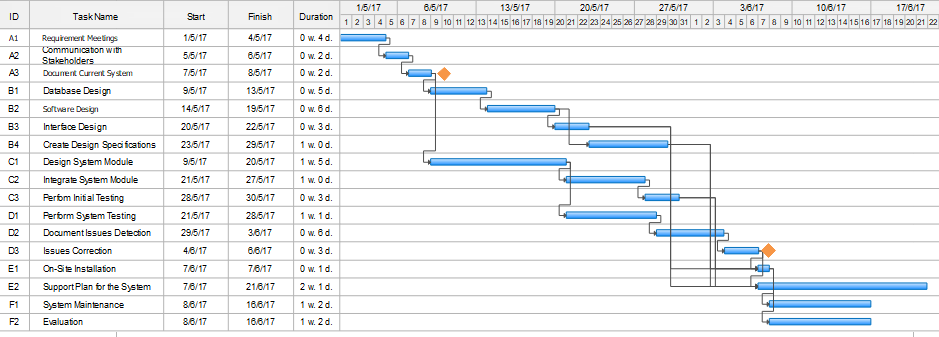 ID Task Name Start Finish Duration 1/5/17 6/5/17 13/5/17 20/5/17 27/5/17 3/6/17 10/6/17 17/6/17
1 2 3 4 5 6 7 8 9 10 11 12 13 14 15 16 17 18 19 20 21 22 23 24 25 26 27 28 29 30 31 1 2 3 4 5 6 7 8 9 10 11 12 13 14 15 16 17 18 19 20 21 22
A1 Requirement Meetings 1/5/17 4/5/17 0 w. 4 d.
A2 Communication with Stakeholders 5/5/17 6/5/17 0 w. 2 d.
A3 Document Current System 7/5/17 8/5/17 0 w. 2 d.
B1 Database Design 9/5/17 13/5/17 0 w. 5 d.
B2 Software Design 14/5/17 19/5/17 0 w. 6 d.
B3 Interface Design 20/5/17 22/5/17 0 w. 3 d.
B4 Create Design Specifications 23/5/17 29/5/17 1 w. 0 d.
C1 Design System Module 9/5/17 20/5/17 1 w. 5 d.
C2 Integrate System Module 21/5/17 27/5/17 1 w. 0 d.
C3 Perfom Initial Testing 28/5/17 30/5/17 0 w. 3 d.
D1 Perform System Testing 21/5/17 28/5/17 1 w. 1 d.
D2 Document Issues Detection 29/5/17 3/6/17 0 w. 6 d.
D3 Issues Correction 4/6/17 6/6/17 0 w. 3 d.
E1 On-Site Installation 7/6/17 7/6/17 0 w. 1 d.
E2 Support Plan for the System 7/6/17 21/6/17 2 w. 1 d.
F1 System Maintenance 8/6/17 16/6/17 1 w. 2 d.
F2 Evaluation 8/6/17 16/6/17 1 w. 2 d.